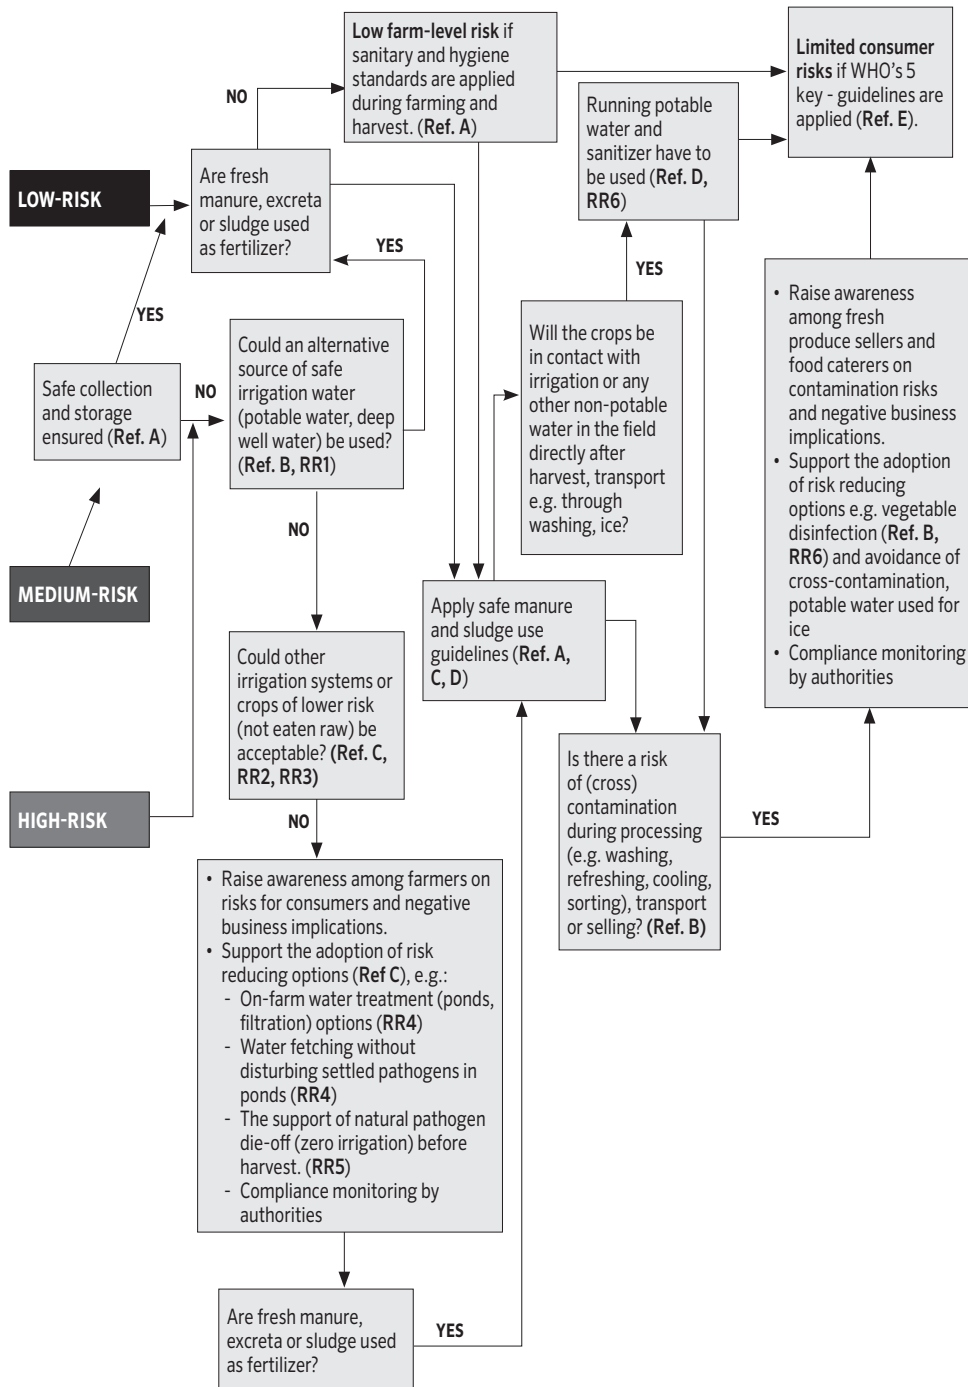 Low farm-level risk if
sanitary and hygiene
standards are applied
during farming and
harvest. (Ref. A)
Limited consumer
risks if WHO's 5
key - guidelines are
applied (Ref. E).
NO
Running potable
water and
sanitizer have to
be used (Ref. D,
RR6)
LOW-RISK
Are fresh
manure, excreta
or sludge used
as fertilizer?
YES
YES
YES
Safe collection
and storage
ensured (Ref. A)
NO
Could an alternative
source of safe
irrigation water
(potable water, deep
well water) be used?
(Ref. B, RR1)
Will the crops be
in contact with
irrigation or any
other non-potable
water in the field
directly after
harvest, transport
e.g. through
washing, ice?
• Raise awareness
among fresh
produce sellers and
food caterers on
contamination risks
and negative business
implications.
• Support the adoption
of risk reducing
options e.g. vegetable
disinfection (Ref. B,
RR6) and avoidance of
cross-contamination,
potable water used for
ice
• Compliance monitoring
by authorities
NO
MEDIUM-RISK
Apply safe manure
and sludge use
guidelines (Ref. A,
C, D)
Could other
irrigation systems or
crops of lower risk
(not eaten raw) be
acceptable? (Ref. C,
RR2, RR3)
Is there a risk
of (cross)
contamination
during processing
(e.g. washing,
refreshing, cooling,
sorting), transport
or selling? (Ref. B)
YES
HIGH-RISK
NO
• Raise awareness among farmers on
risks for consumers and negative
business implications.
• Support the adoption of risk
reducing options (Ref C), e.g.:
- On-farm water treatment (ponds,
filtration) options (RR4)
- Water fetching without
disturbing settled pathogens in
ponds (RR4)
- The support of natural pathogen
die-off (zero irrigation) before
harvest. (RR5)
- Compliance monitoring by
authorities
Are fresh manure,
excreta or sludge used
as fertilizer?
YES